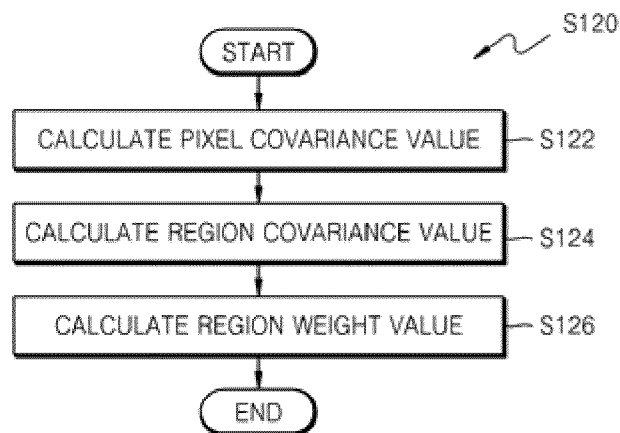 S120
START
CALCULATE PIXEL COVARIANCE VALUE
S122
CALCULATE REGION COVARIANCE VALUE
S124
CALCULATE REGION WEIGHT VALUE
S126
END